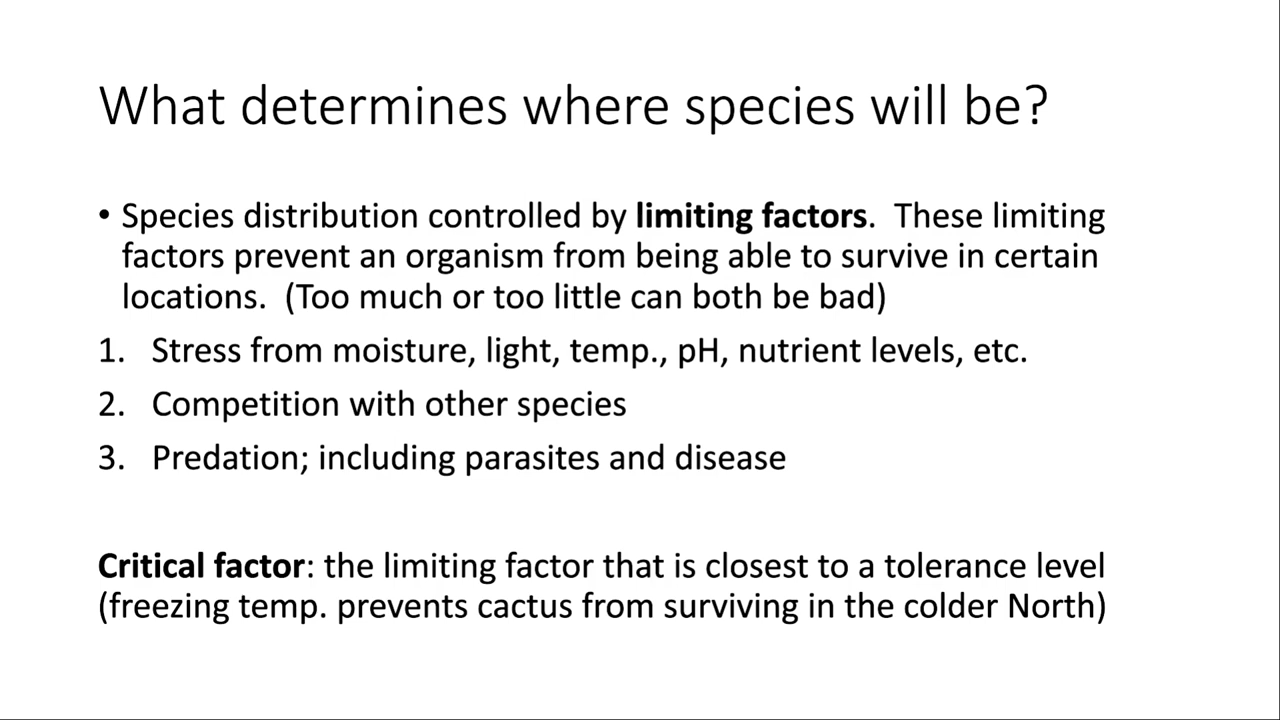 What determines where species will be?
• Species distribution controlled by limiting factors.  These limiting
factors prevent an organism from being able to survive in certain
locations.  (Too much or too little can both be bad)
1. Stress from moisture, light, temp., pH, nutrient levels, etc.
2. Competition with other species
3. Predation; including parasites and disease
Critical factor: the limiting factor that is closest to a tolerance level
(freezing temp. prevents cactus from surviving in the colder North)